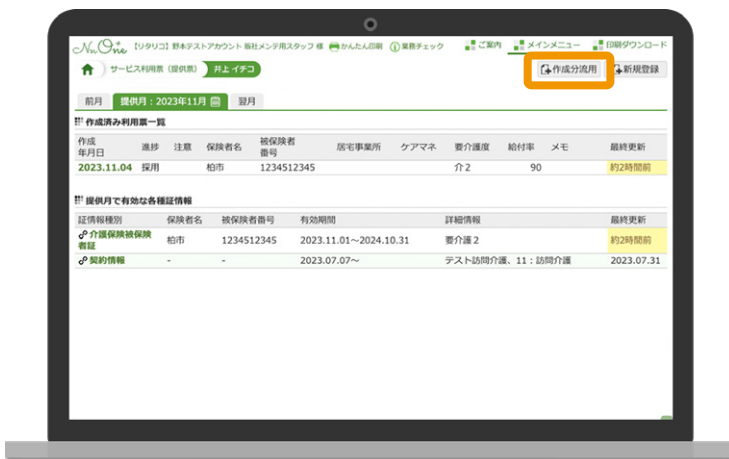 NnOne 【リタリコ】野本テストアカウント 販社メンテ用スタッフ 様 かんたん印刷 業務チェック ご案内 メインメニュー 印刷ダウンロード
サービス利用票(提供票) 井上 イチコ 作成分流用 新規登録
前月 提供月:2023年11月 翌月
作成済み利用票一覧
作成年月日 進捗 注意 保険者名 被保険者番号 居宅事業所 ケアマネ 要介護度 給付率 メモ 最終更新
2023.11.04 採用 柏市 1234512345 介2 90 約2時間前
提供月で有効な各種証情報
証情報種別 保険者名 被保険者番号 有効期間 詳細情報 最終更新
介護保険被保険者証 柏市 1234512345 2023.11.01~2024.10.31 要介護2 約2時間前
契約情報 - - 2023.07.07~ テスト訪問介護、11:訪問介護 2023.07.31